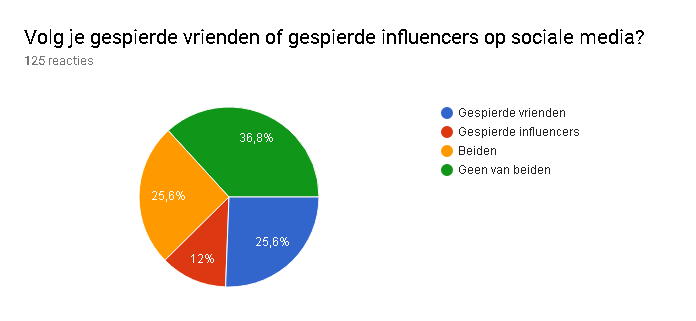 Volg je gespierde vrienden of gespierde influencers op sociale media?
125 reacties
Gespierde vrienden
Gespierde influencers
Beiden
Geen van beiden
36,8%
25,6%
25,6%
12%